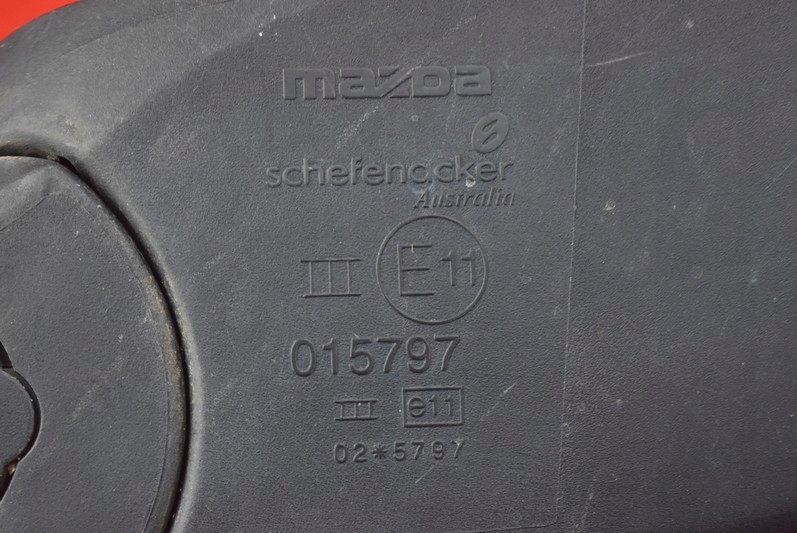 mazda
schefenacker
Australia
III E11
015797
III e11
02*5797